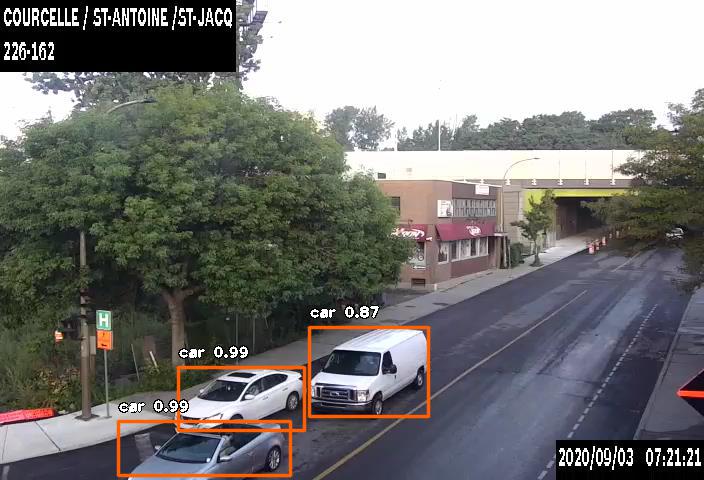 COURCELLE / ST-ANTOINE /ST-JACQ
226-162
car 0.87
car 0.99
car 0.99
H
2020/09/03 07:21:21